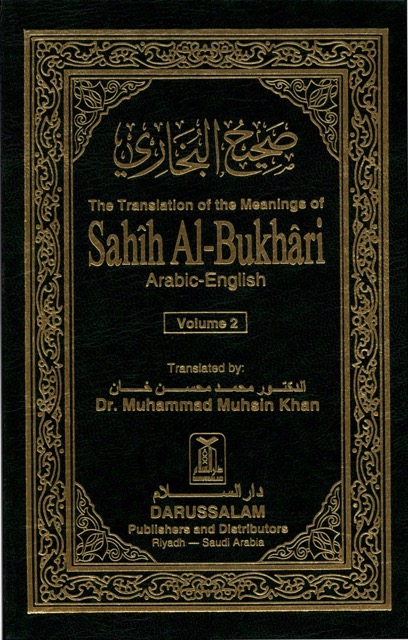 صحيح البخاري
The Translation of the Meanings of
Sahîh Al-Bukhâri
Arabic-English
Volume 2
Translated by:
الدكتور محمد محسن خان
Dr. Muhammad Muhsin Khan
دار السلام
DARUSSALAM
Publishers and Distributors
Riyadh — Saudi Arabia